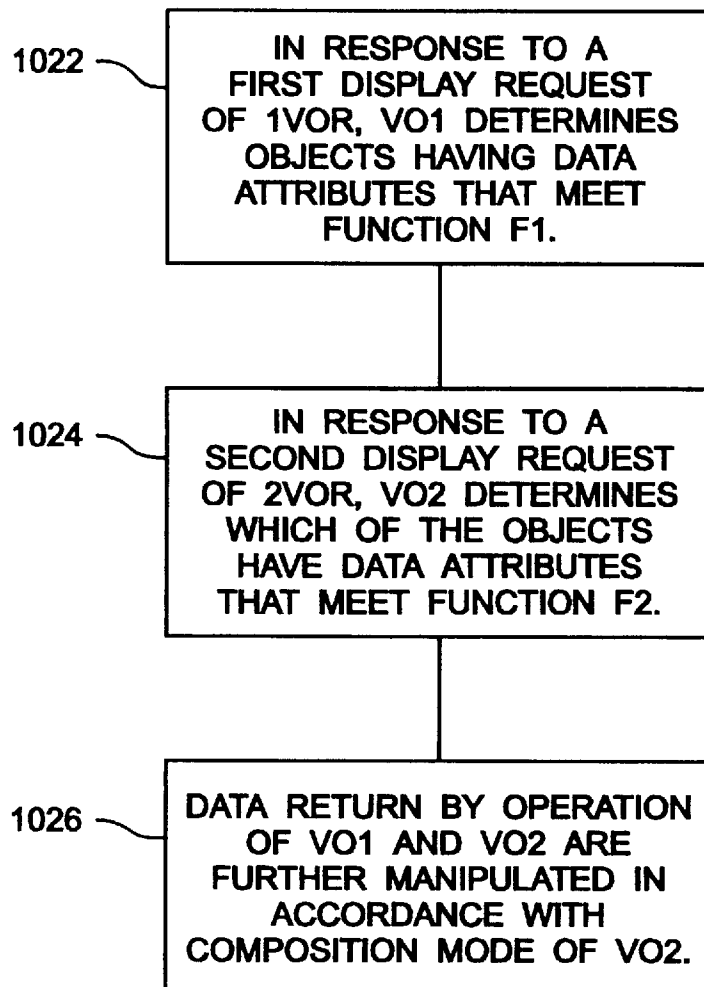 1022
IN RESPONSE TO A
FIRST DISPLAY REQUEST
OF 1VOR, VO1 DETERMINES
OBJECTS HAVING DATA
ATTRIBUTES THAT MEET
FUNCTION F1.
1024
IN RESPONSE TO A
SECOND DISPLAY REQUEST
OF 2VOR, VO2 DETERMINES
WHICH OF THE OBJECTS
HAVE DATA ATTRIBUTES
THAT MEET FUNCTION F2.
1026
DATA RETURN BY OPERATION
OF VO1 AND VO2 ARE
FURTHER MANIPULATED IN
ACCORDANCE WITH
COMPOSITION MODE OF VO2.